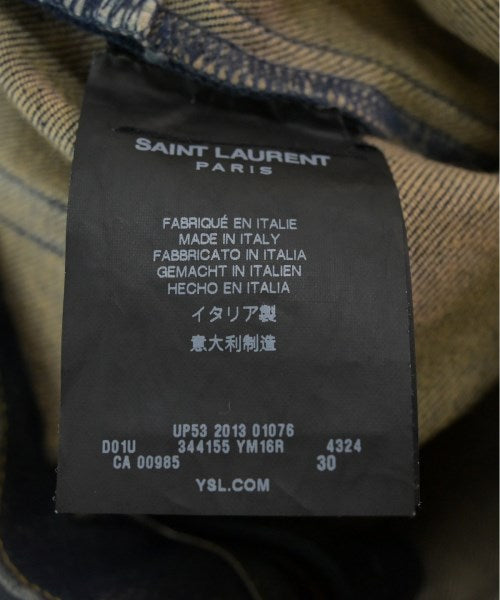 SAINT LAURENT
PARIS
FABRIQUÉ EN ITALIE
MADE IN ITALY
FABBRICATO IN ITALIA
GEMACHT IN ITALIEN
HECHO EN ITALIA
イタリア製
意大利制造
UP53 2013 01076
D01U 344155 YM16R 4324
CA 00985 30
YSL.COM